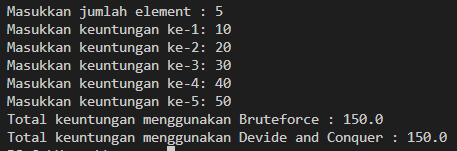 Masukkan jumlah element : 5
Masukkan keuntungan ke-1: 10
Masukkan keuntungan ke-2: 20
Masukkan keuntungan ke-3: 30
Masukkan keuntungan ke-4: 40
Masukkan keuntungan ke-5: 50
Total keuntungan menggunakan Bruteforce : 150.0
Total keuntungan menggunakan Devide and Conquer : 150.0